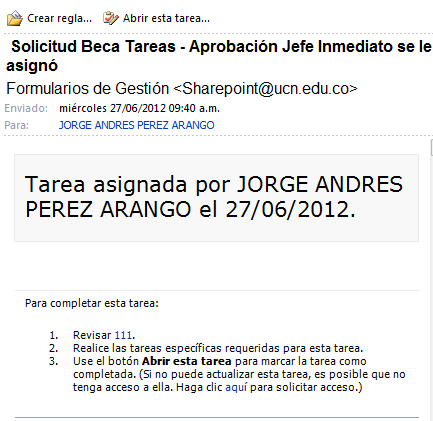 Crear regla... Abrir esta tarea...
Solicitud Beca Tareas - Aprobación Jefe Inmediato se le
asignó
Formularios de Gestión <Sharepoint@ucn.edu.co>
Enviado: miércoles 27/06/2012 09:40 a.m.
Para: JORGE ANDRES PEREZ ARANGO
Tarea asignada por JORGE ANDRES
PEREZ ARANGO el 27/06/2012.
Para completar esta tarea:
1. Revisar 111.
2. Realice las tareas específicas requeridas para esta tarea.
3. Use el botón Abrir esta tarea para marcar la tarea como
completada. (Si no puede actualizar esta tarea, es posible que no
tenga acceso a ella. Haga clic aquí para solicitar acceso.)